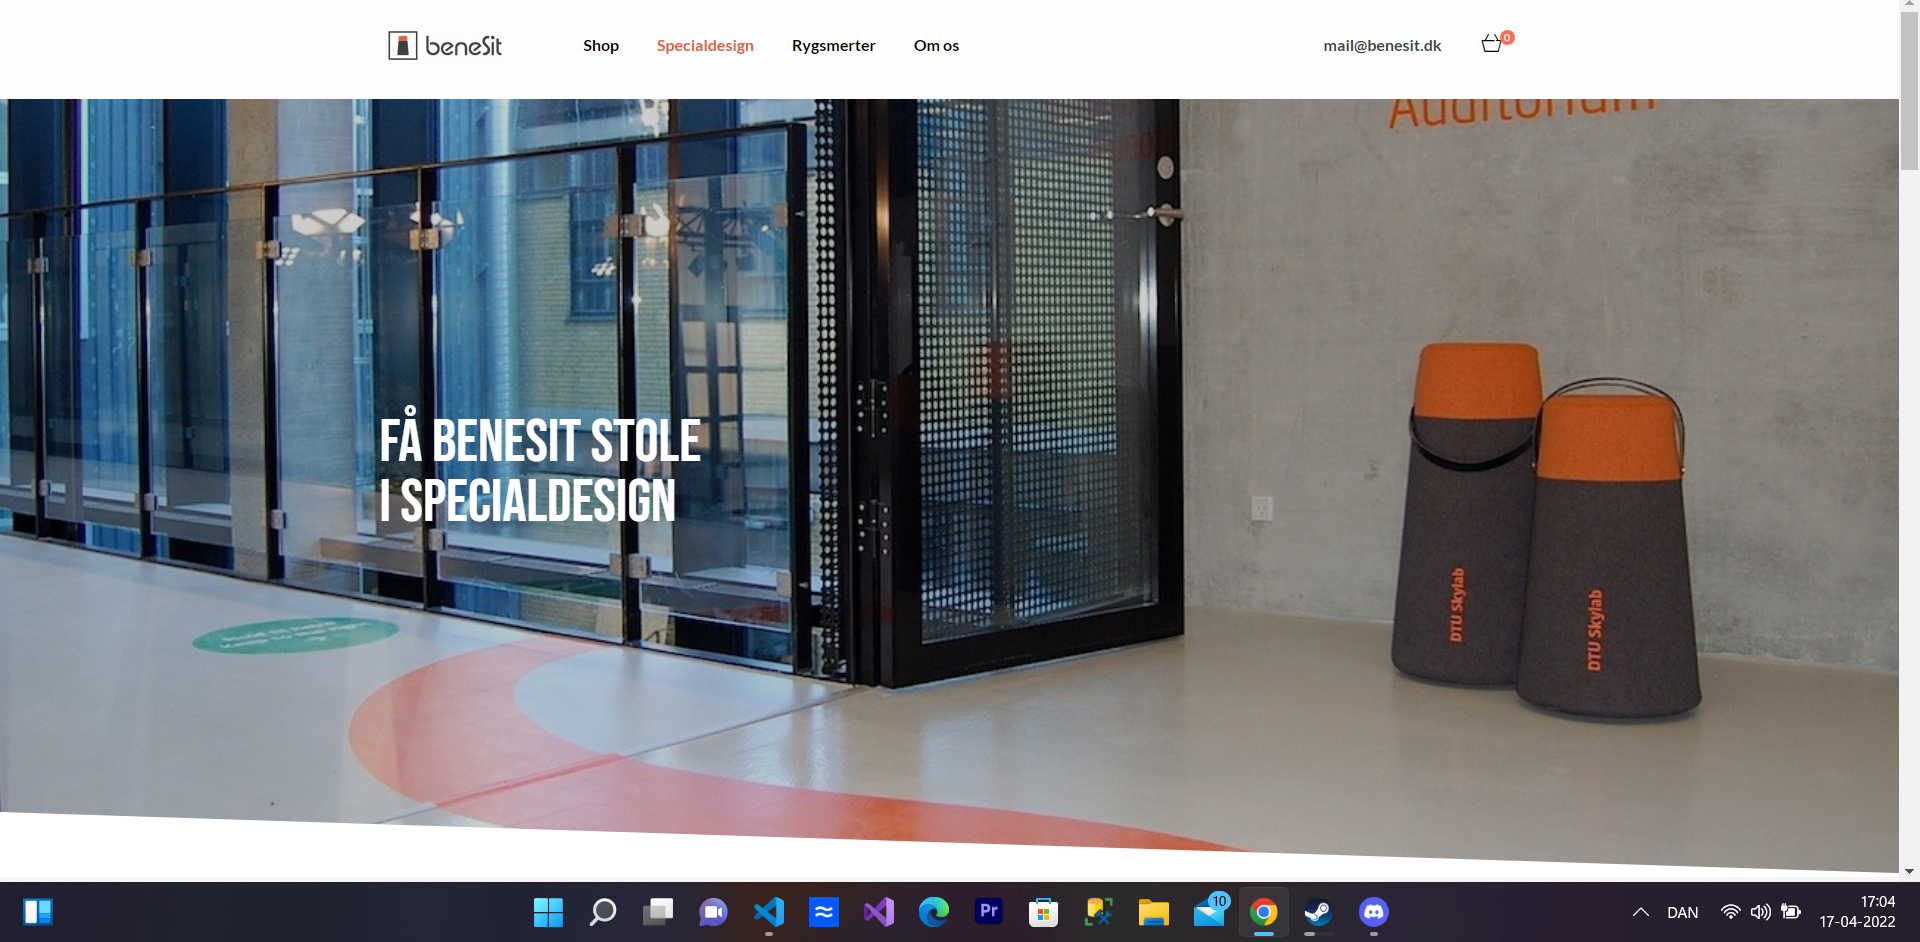 beneSit
Shop
Specialdesign
Rygsmerter
Om os
mail@benesit.dk
0
Auditorium
FÅ BENESIT STOLE
I SPECIALDESIGN
DTU Skylab
DTU Skylab
Pr
10
DAN
17:04
17-04-2022